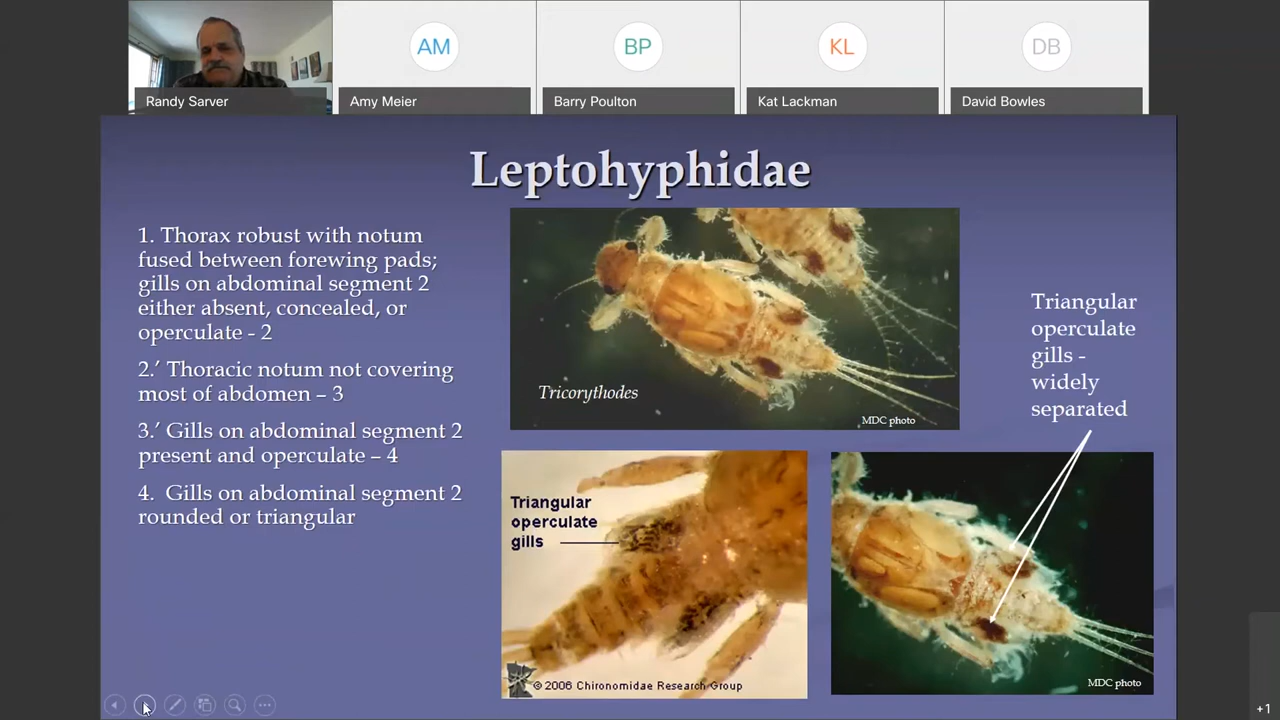 AM
BP
KL
DB
Randy Sarver
Amy Meier
Barry Poulton
Kat Lackman
David Bowles
Leptohyphidae
1. Thorax robust with notum
fused between forewing pads;
gills on abdominal segment 2
either absent, concealed, or
operculate - 2
2.′ Thoracic notum not covering
most of abdomen – 3
3.′ Gills on abdominal segment 2
present and operculate – 4
4.  Gills on abdominal segment 2
rounded or triangular
Tricorythodes
MDC photo
Triangular
operculate
gills -
widely
separated
Triangular
operculate
gills
© 2006 Chironomidae Research Group
MDC photo
+1